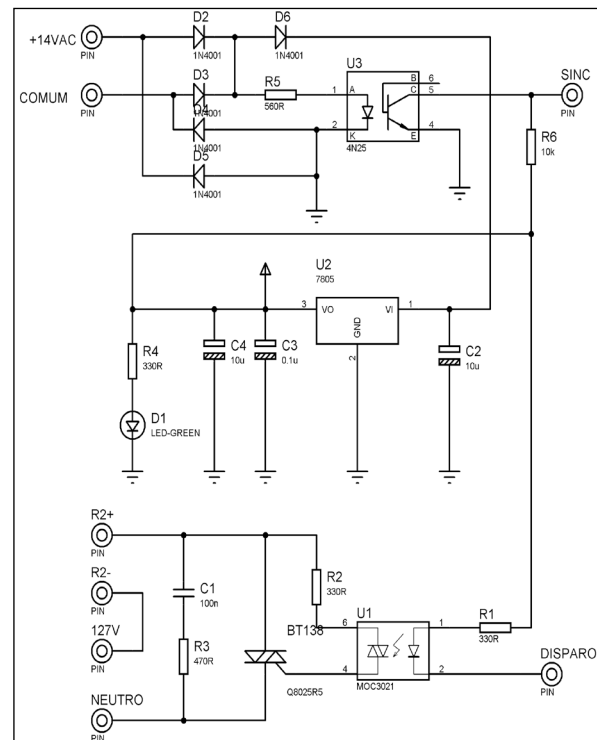 D2
D6
+14VAC
PIN
1N4001
1N4001
U3
COMUM
PIN
D3
1N4001
R5
560R
1
A
B
6
C
5
SINC
PIN
D4
1N4001
2
K
E
4
4N25
R6
10k
D5
1N4001
U2
7805
3
VO
VI
1
GND
2
R4
330R
C4
10u
C3
0.1u
C2
10u
D1
LED-GREEN
R2+
PIN
R2-
PIN
C1
100n
R2
330R
U1
R1
330R
127V
PIN
R3
470R
BT138
6
1
4
2
DISPARO
PIN
Q8025R5
MOC3021
NEUTRO
PIN